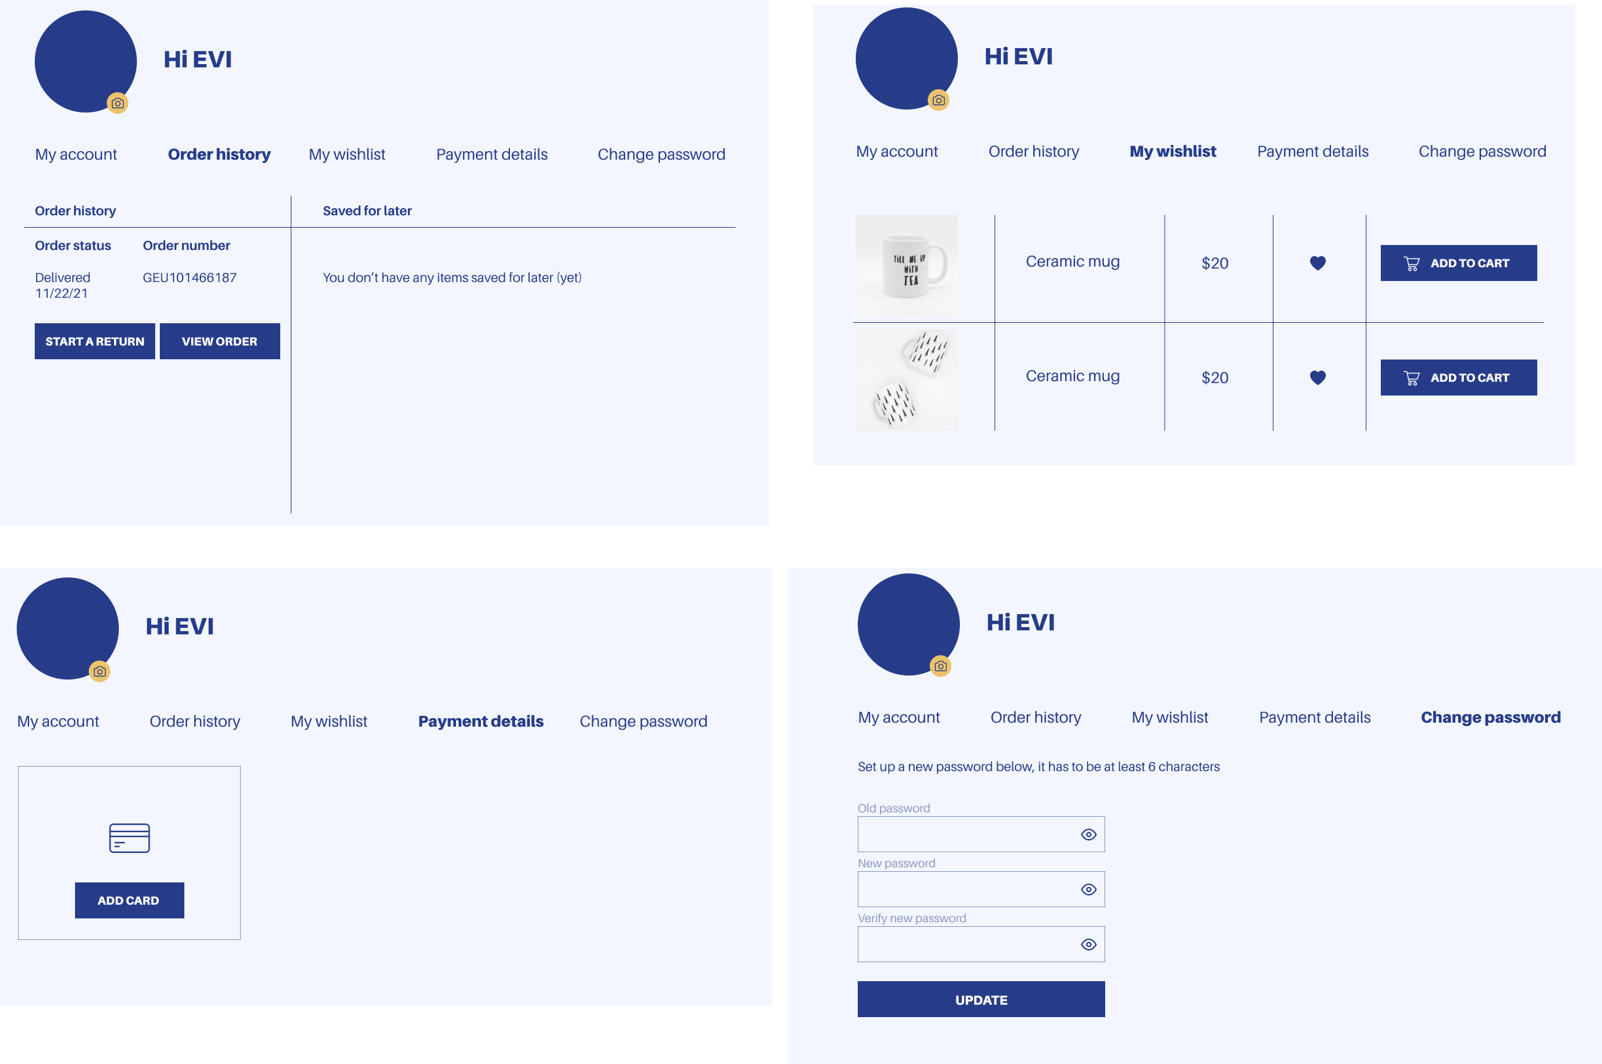 Hi EVI
My account
Order history
My wishlist
Payment details
Change password
Order history
Saved for later
Order status
Order number
Delivered
11/22/21
GEU101466187
You don’t have any items saved for later (yet)
START A RETURN
VIEW ORDER
Hi EVI
My account
Order history
My wishlist
Payment details
Change password
FILL ME UP
WITH
TEA
Ceramic mug
$20
ADD TO CART
Ceramic mug
$20
ADD TO CART
Hi EVI
My account
Order history
My wishlist
Payment details
Change password
ADD CARD
Hi EVI
My account
Order history
My wishlist
Payment details
Change password
Set up a new password below, it has to be at least 6 characters
Old password
New password
Verify new password
UPDATE